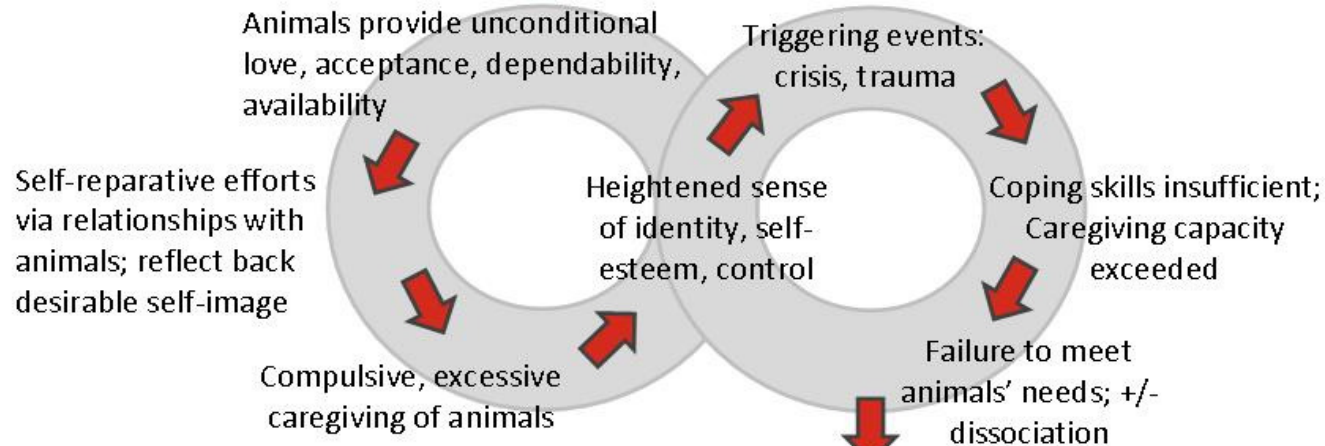 Animals provide unconditional
love, acceptance, dependability,
availability
Self-reparative efforts
via relationships with
animals; reflect back
desirable self-image
Compulsive, excessive
caregiving of animals
Heightened sense
of identity, self-
esteem, control
Triggering events:
crisis, trauma
Coping skills insufficient;
Caregiving capacity
exceeded
Failure to meet
animals' needs; +/-
dissociation